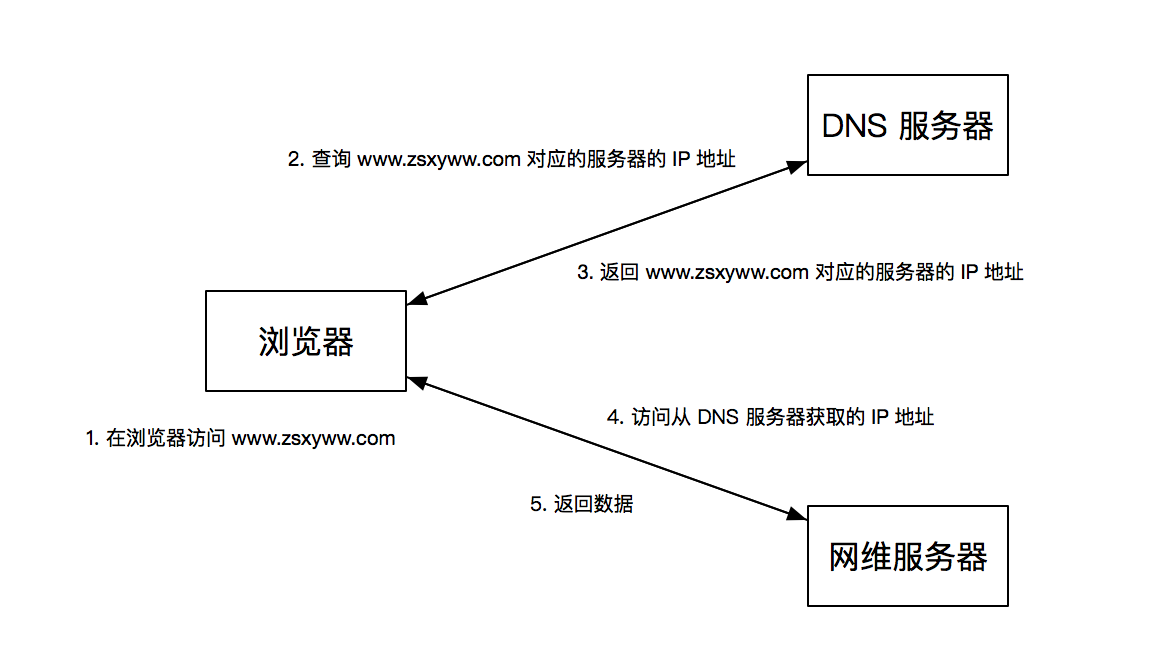 DNS 服务器
2. 查询 www.zsxyww.com 对应的服务器的 IP 地址
3. 返回 www.zsxyww.com 对应的服务器的 IP 地址
浏览器
4. 访问从 DNS 服务器获取的 IP 地址
1. 在浏览器访问 www.zsxyww.com
5. 返回数据
网维服务器